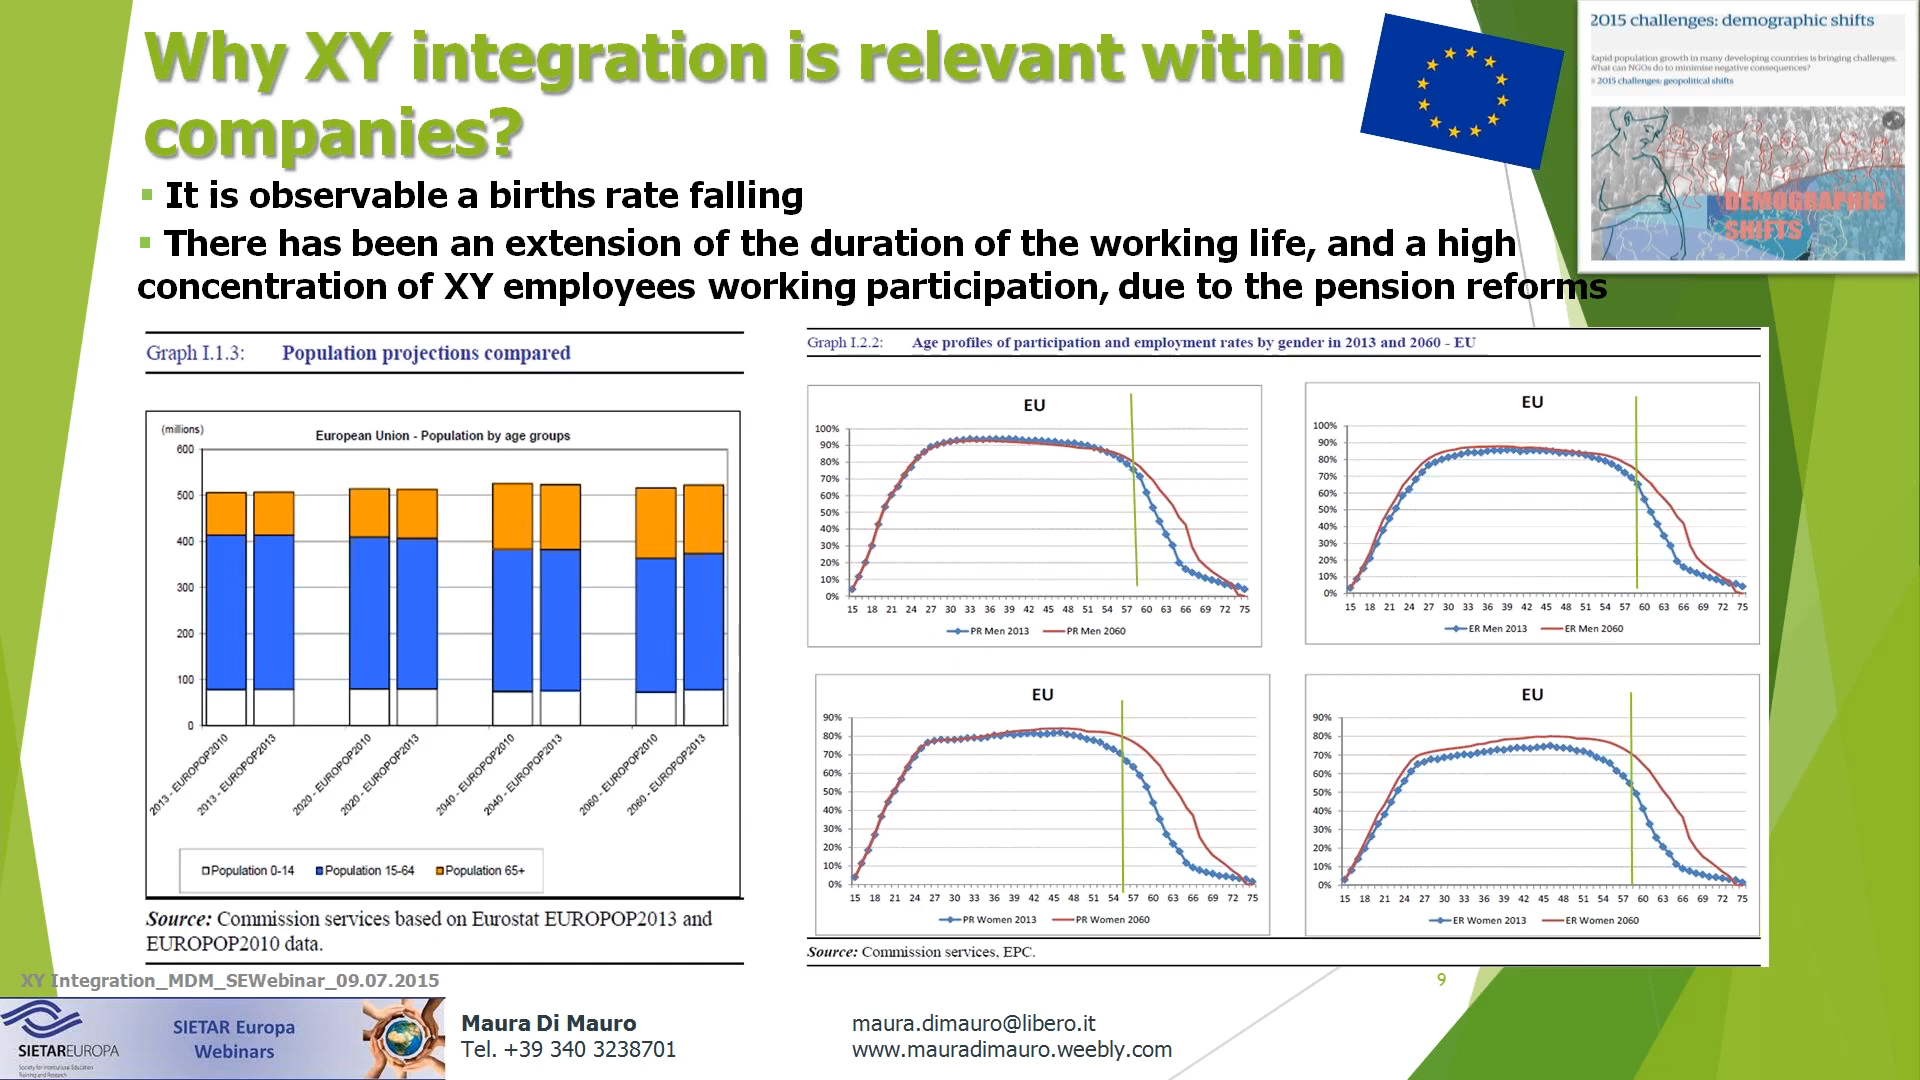 Why XY integration is relevant within
companies?
It is observable a births rate falling
There has been an extension of the duration of the working life, and a high
concentration of XY employees working participation, due to the pension reforms
2015 challenges: demographic shifts
Rapid population growth in many developing countries is bringing challenges.
What can NGOs do to minimise negative consequences?
2015 challenges: geopolitical shifts
DEMOGRAPHIC
SHIFTS
Graph I.1.3: Population projections compared
(millions)
European Union - Population by age groups
600
500
400
300
200
100
0
2013 - EUROPOP2010
2013 - EUROPOP2013
2020 - EUROPOP2010
2020 - EUROPOP2013
2040 - EUROPOP2010
2040 - EUROPOP2013
2060 - EUROPOP2010
2060 - EUROPOP2013
Population 0-14 Population 15-64 Population 65+
Source: Commission services based on Eurostat EUROPOP2013 and
EUROPOP2010 data.
Graph I.2.2: Age profiles of participation and employment rates by gender in 2013 and 2060 - EU
EU
100%
90%
80%
70%
60%
50%
40%
30%
20%
10%
0%
15 18 21 24 27 30 33 36 39 42 45 48 51 54 57 60 63 66 69 72 75
PR Men 2013 PR Men 2060
EU
100%
90%
80%
70%
60%
50%
40%
30%
20%
10%
0%
15 18 21 24 27 30 33 36 39 42 45 48 51 54 57 60 63 66 69 72 75
ER Men 2013 ER Men 2060
EU
90%
80%
70%
60%
50%
40%
30%
20%
10%
0%
15 18 21 24 27 30 33 36 39 42 45 48 51 54 57 60 63 66 69 72 75
PR Women 2013 PR Women 2060
EU
90%
80%
70%
60%
50%
40%
30%
20%
10%
0%
15 18 21 24 27 30 33 36 39 42 45 48 51 54 57 60 63 66 69 72 75
ER Women 2013 ER Women 2060
Source: Commission services, EPC.
XY Integration_MDM_SEWebinar_09.07.2015
9
SIETAREUROPA
Society for Intercultural Education
Training and Research
SIETAR Europa
Webinars
Maura Di Mauro
Tel. +39 340 3238701
maura.dimauro@libero.it
www.mauradimauro.weebly.com